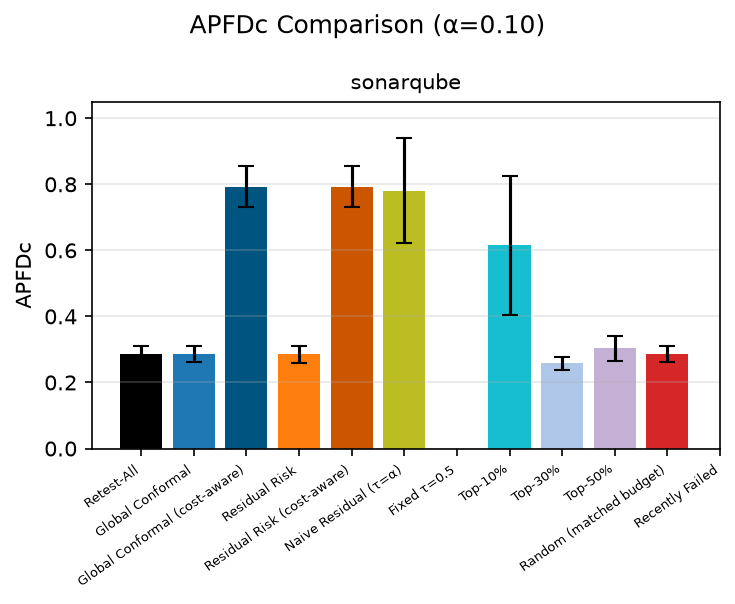 APFDc Comparison (α=0.10)
sonarqube
APFDc
1.0
0.8
0.6
0.4
0.2
0.0
Retest-All
Global Conformal
Global Conformal (cost-aware)
Residual Risk
Residual Risk (cost-aware)
Naive Residual (τ=α)
Fixed τ=0.5
Top-10%
Top-30%
Top-50%
Random (matched budget)
Recently Failed